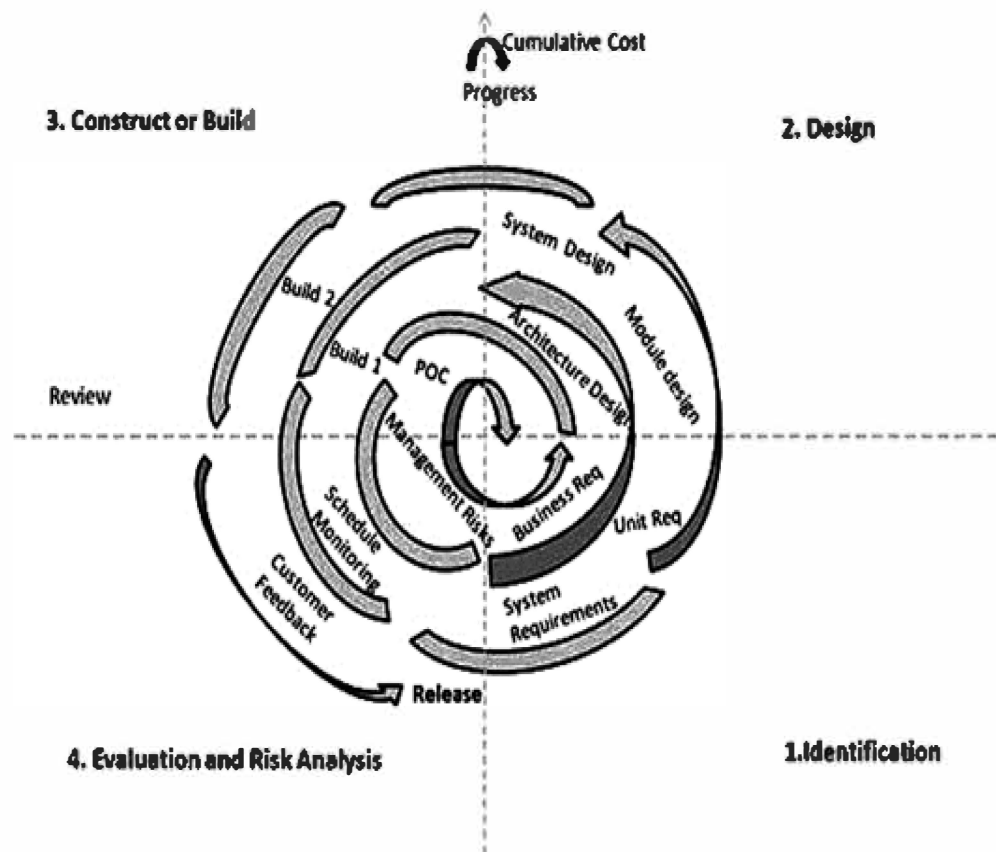 Cumulative Cost
Progress
3. Construct or Build
2. Design
System Design
Build 2
Architecture Design
Module design
Build 1
POC
Review
Management Risks
Business Req
Unit Req
Schedule
Monitoring
System
Requirements
Customer
Feedback
Release
4. Evaluation and Risk Analysis
1.Identification